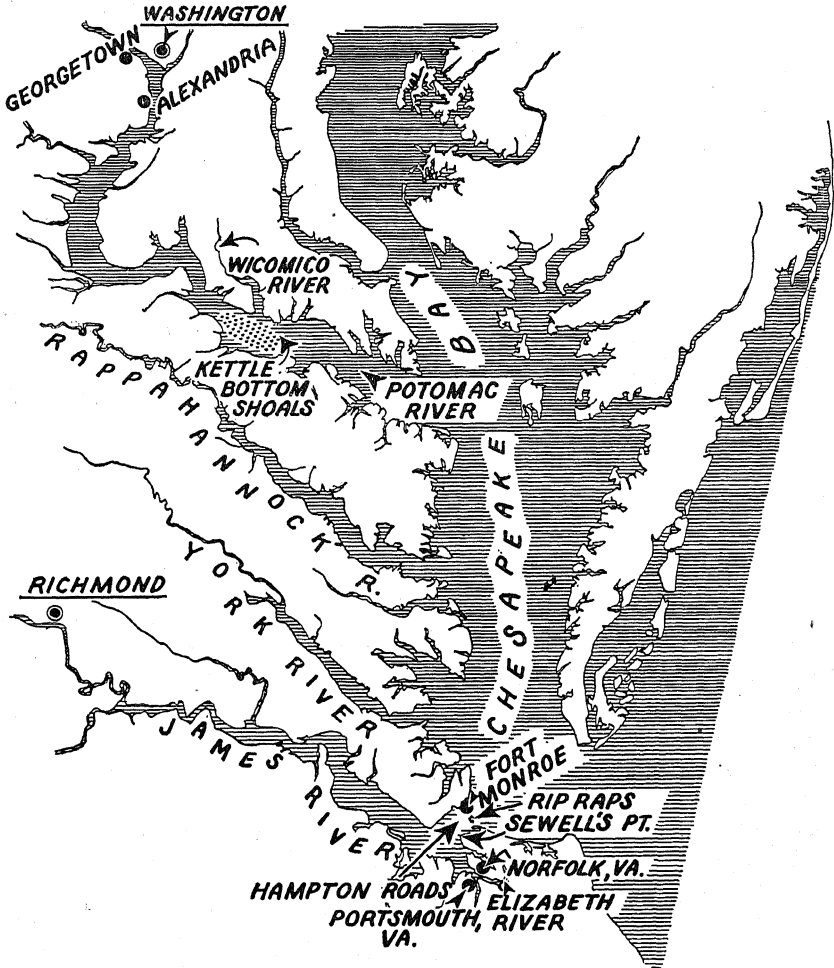 WASHINGTON
GEORGETOWN
ALEXANDRIA
WICOMICO
RIVER
BAY
RAPPAHANNOCK R.
KETTLE
BOTTOM
SHOALS
POTOMAC
RIVER
CHESAPEAKE
YORK RIVER
RICHMOND
JAMES RIVER
FORT
MONROE
RIP RAPS
SEWELL'S PT.
NORFOLK, VA.
HAMPTON ROADS
ELIZABETH
RIVER
PORTSMOUTH,
VA.